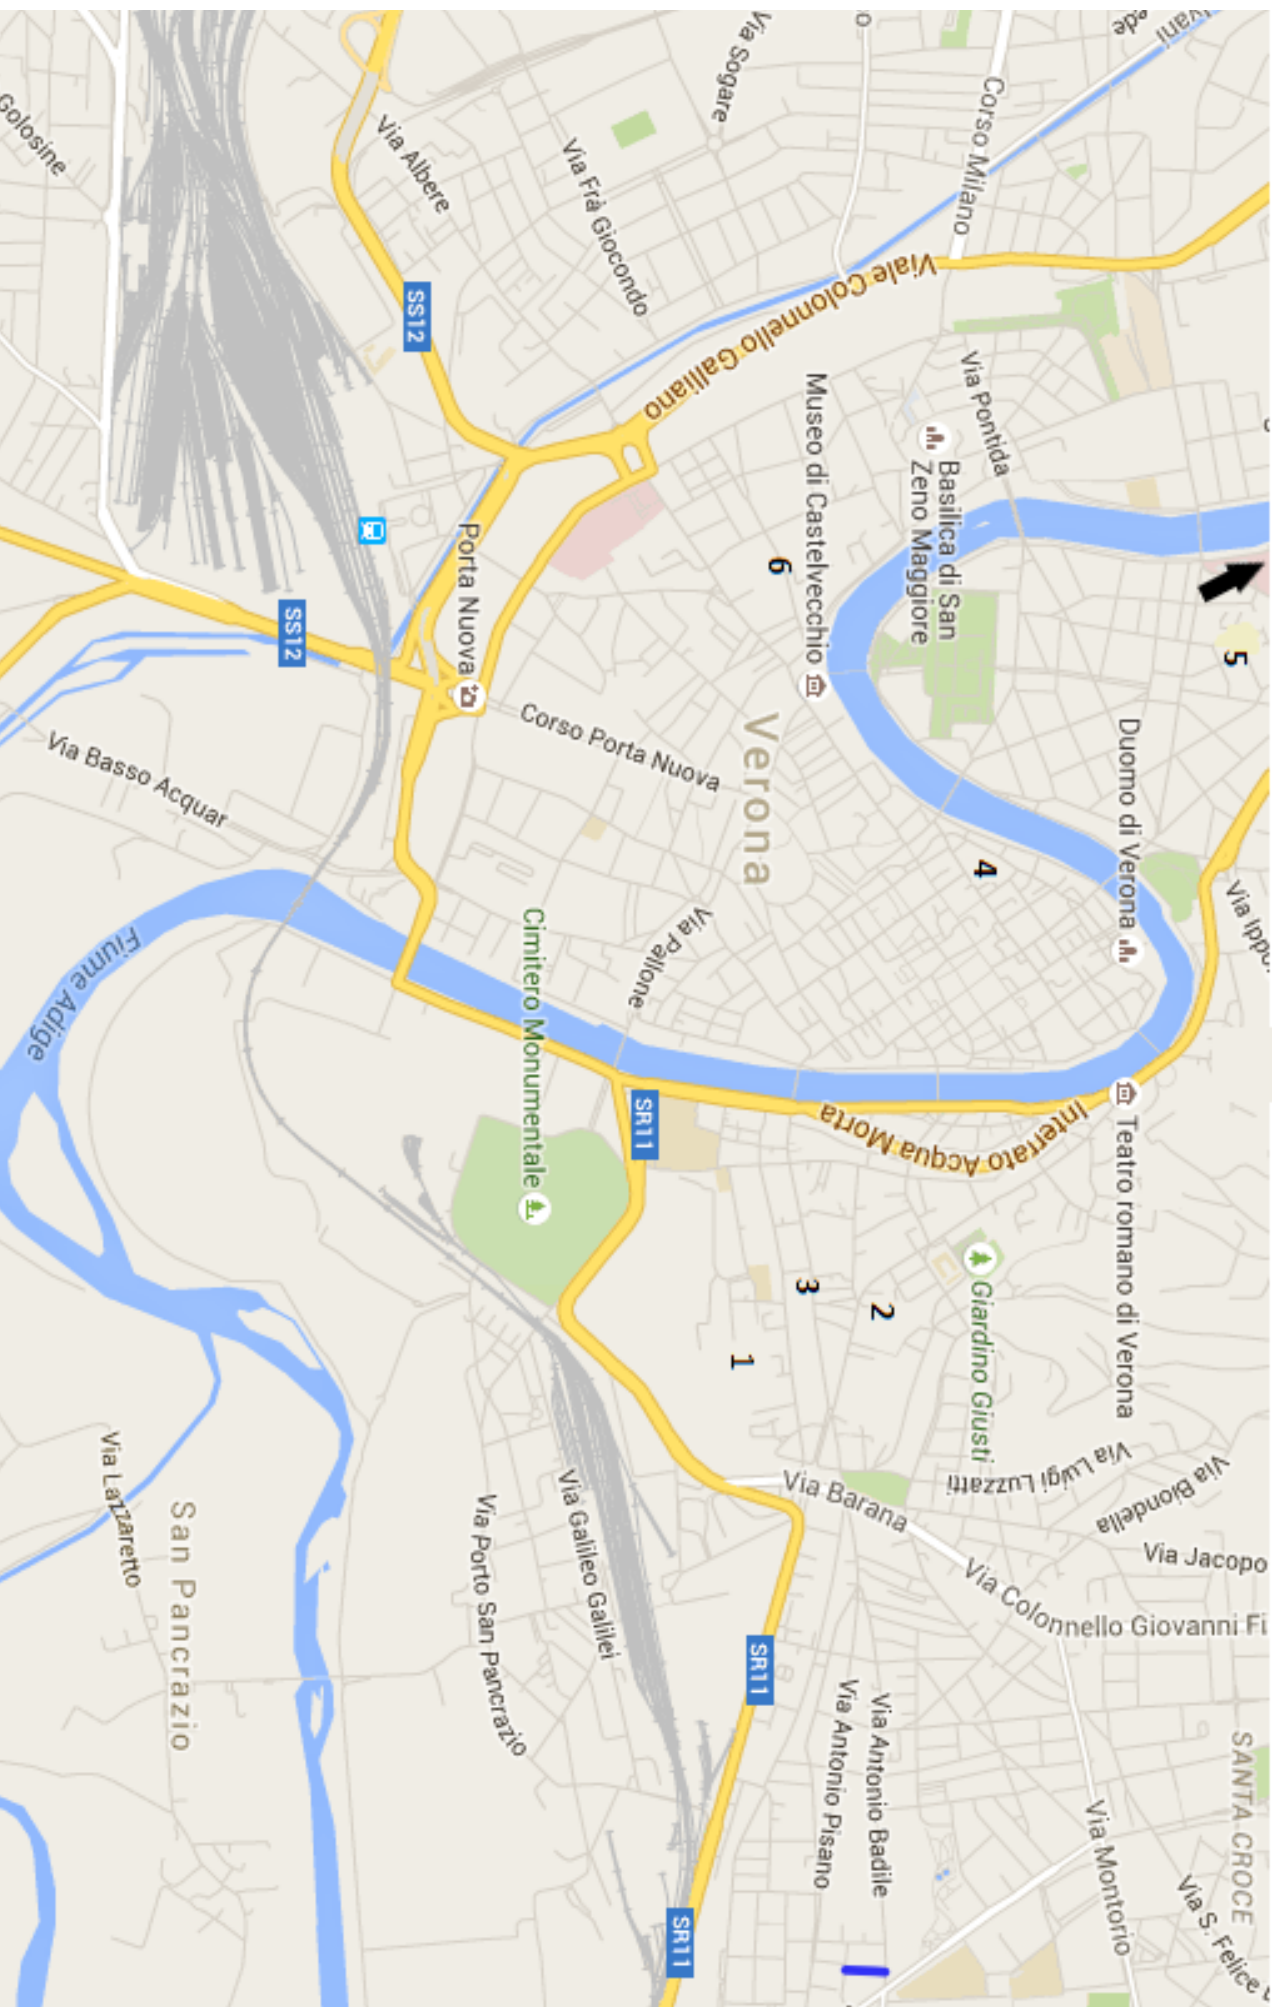 Golosine
Via Albere
Via Frà Giocondo
Via Sogare
Corso Milano
Viale Colonnello Galliano
SS12
Via Pontida
Museo di Castelvecchio
Basilica di San
Zeno Maggiore
6
5
Porta Nuova
SS12
Via Basso Acquar
Corso Porta Nuova
Verona
Duomo di Verona
4
Via Pallone
Cimitero Monumentale
Fiume Adige
SR11
Interrato Acqua Morta
Teatro romano di Verona
Giardino Giusti
3
2
1
Via Luigi Luzzatti
Via Biondella
Via Barana
Via Jacopo
Via Colonnello Giovanni Fi
Via Lazzaretto
San Pancrazio
Via Porto San Pancrazio
Via Galileo Galilei
SR11
Via Antonio Badile
Via Antonio Pisano
SANTA CROCE
Via Montorio
Via S. Felice
SR11